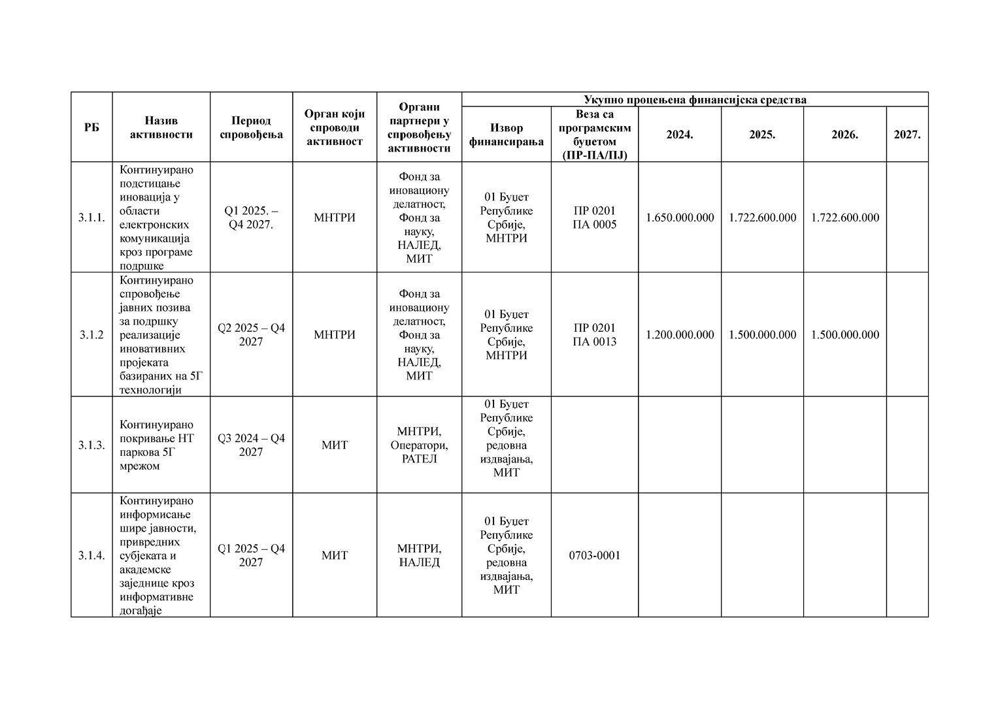 Укупно процењена финансијска средства
РБ
Назив
активности
Период
спровођења
Орган који
спроводи
активност
Органи
партнери у
спровођењу
активности
Извор
финансирања
Веза са
програмским
буџетом
(ПР-ПА/ПЈ)
2024.
2025.
2026.
2027.
3.1.1.
Континуирано
подстицање
иновација у
области
електронских
комуникација
кроз програме
подршке
Q1 2025. –
Q4 2027.
МНТРИ
Фонд за
иновациону
делатност,
Фонд за
науку,
НАЛЕД,
МИТ
01 Буџет
Републике
Србије,
МНТРИ
ПР 0201
ПА 0005
1.650.000.000
1.722.600.000
1.722.600.000
3.1.2
Континуирано
спровођење
јавних позива
за подршку
реализације
иновативних
пројеката
базираних на 5Г
технологији
Q2 2025 – Q4
2027
МНТРИ
Фонд за
иновациону
делатност,
Фонд за
науку,
НАЛЕД,
МИТ
01 Буџет
Републике
Србије,
МНТРИ
ПР 0201
ПА 0013
1.200.000.000
1.500.000.000
1.500.000.000
3.1.3.
Континуирано
покривање НТ
паркова 5Г
мрежом
Q3 2024 – Q4
2027
МИТ
МНТРИ,
Оператори,
РАТЕЛ
01 Буџет
Републике
Србије,
редовна
издвајања,
МИТ
3.1.4.
Континуирано
информисање
шире јавности,
привредних
субјеката и
академске
заједнице кроз
информативне
догађаје
Q1 2025 – Q4
2027
МИТ
МНТРИ,
НАЛЕД
01 Буџет
Републике
Србије,
редовна
издвајања,
МИТ
0703-0001